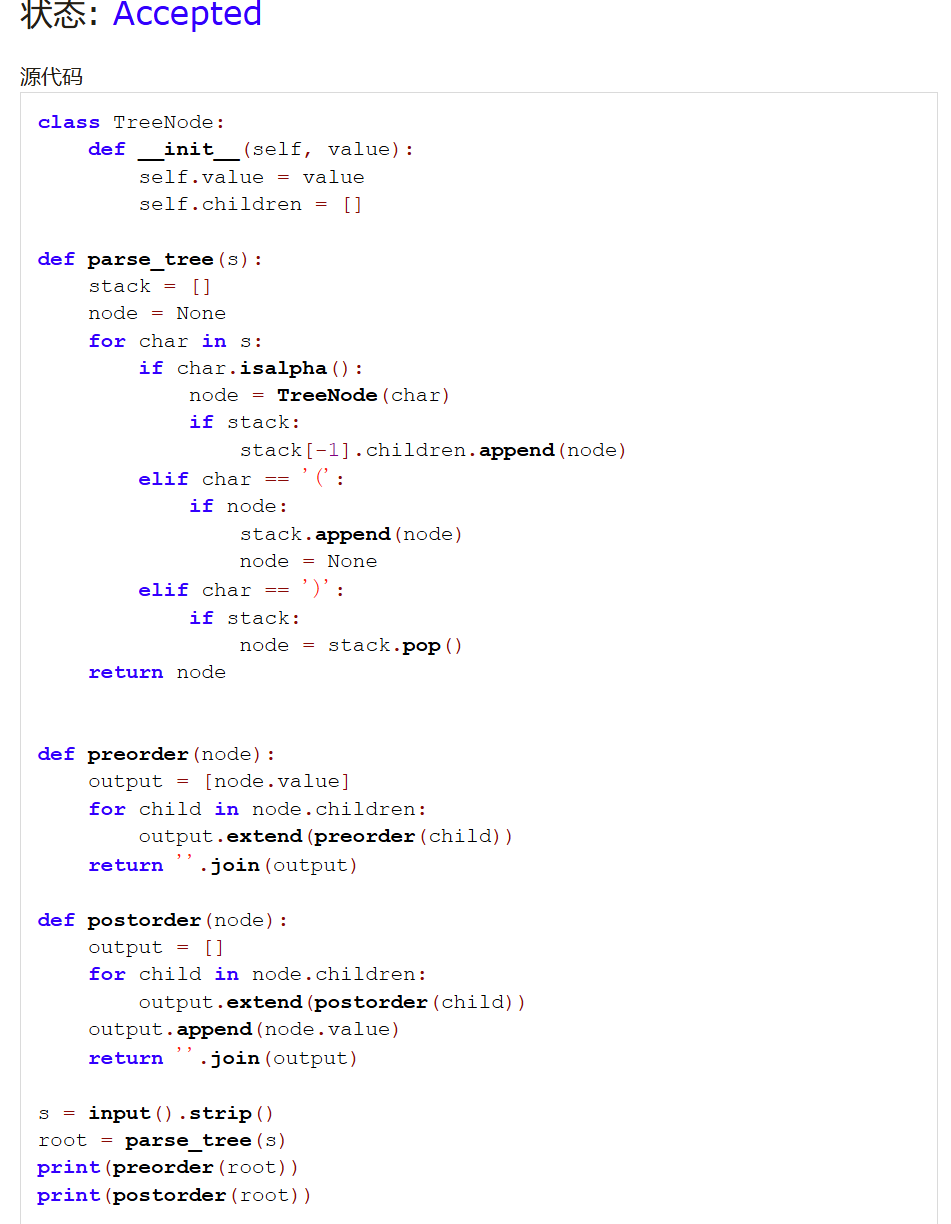 状态: Accepted
源代码
class TreeNode:
    def __init__(self, value):
        self.value = value
        self.children = []
def parse_tree(s):
    stack = []
    node = None
    for char in s:
        if char.isalpha():
            node = TreeNode(char)
            if stack:
                stack[-1].children.append(node)
        elif char == '(':
            if node:
                stack.append(node)
                node = None
        elif char == ')':
            if stack:
                node = stack.pop()
    return node
def preorder(node):
    output = [node.value]
    for child in node.children:
        output.extend(preorder(child))
    return ''.join(output)
def postorder(node):
    output = []
    for child in node.children:
        output.extend(postorder(child))
    output.append(node.value)
    return ''.join(output)
s = input().strip()
root = parse_tree(s)
print(preorder(root))
print(postorder(root))